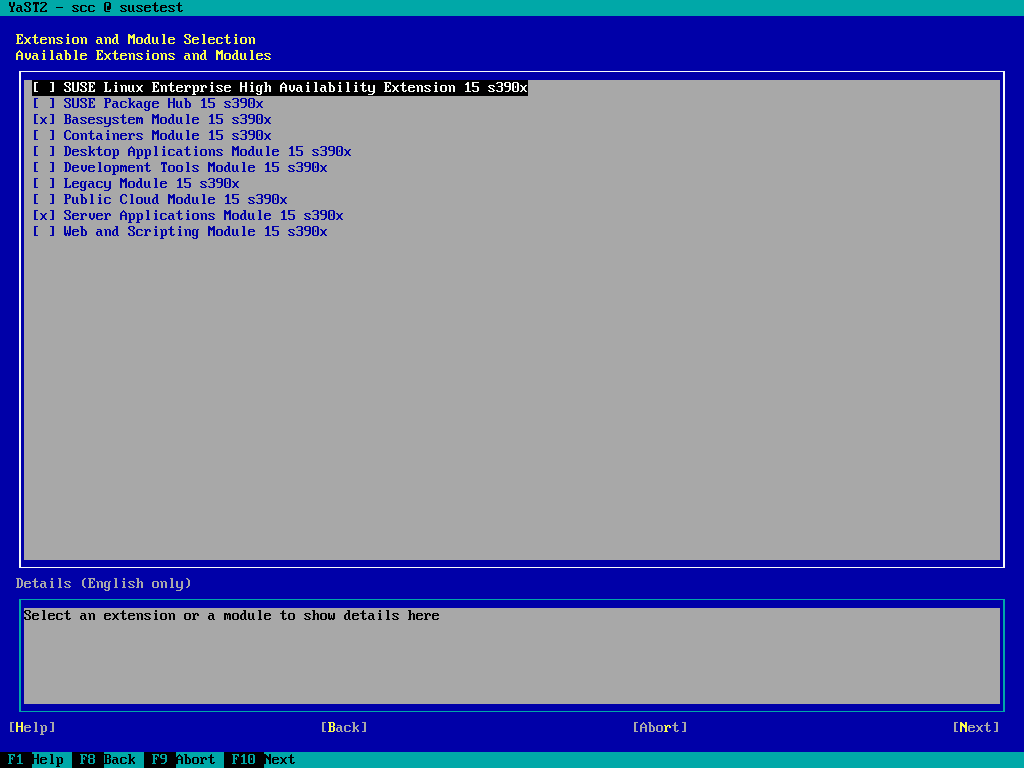 YaST2 - scc @ susetest
Extension and Module Selection
Available Extensions and Modules
[ ] SUSE Linux Enterprise High Availability Extension 15 s390x
[ ] SUSE Package Hub 15 s390x
[x] Basesystem Module 15 s390x
[ ] Containers Module 15 s390x
[ ] Desktop Applications Module 15 s390x
[ ] Development Tools Module 15 s390x
[ ] Legacy Module 15 s390x
[ ] Public Cloud Module 15 s390x
[x] Server Applications Module 15 s390x
[ ] Web and Scripting Module 15 s390x
Details (English only)
Select an extension or a module to show details here
[Help] [Back] [Abort] [Next]
F1 Help F8 Back F9 Abort F10 Next